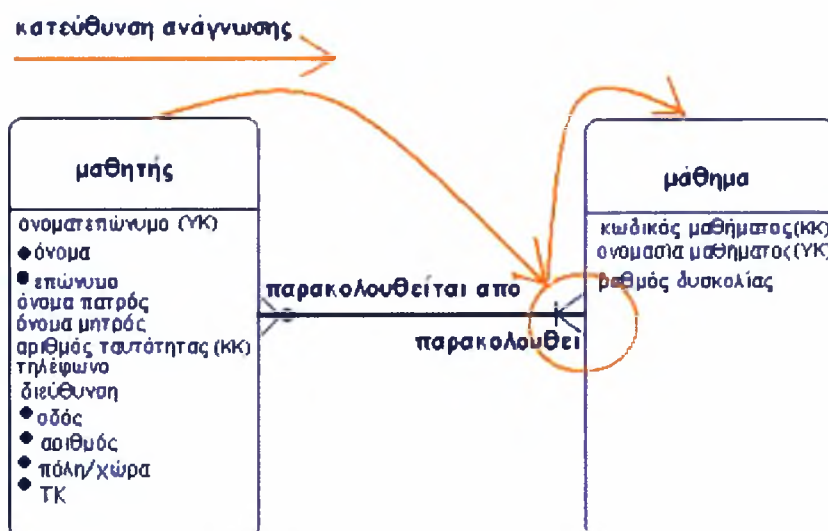 κατεύθυνση ανάγνωσης
μαθητής
ονοματεπώνυμο (ΥΚ)
όνομα
επώνυμο
όνομα πατρός
όνομα μητρός
αριθμός ταυτότητας (ΚΚ)
τηλέφωνο
διεύθυνση
οδός
αριθμός
πόλη/χώρα
ΤΚ
παρακολουθείται απο
παρακολουθεί
μάθημα
κωδικός μαθήματος (ΚΚ)
ονομασία μαθήματος (ΥΚ)
βαθμός δυσκολίας